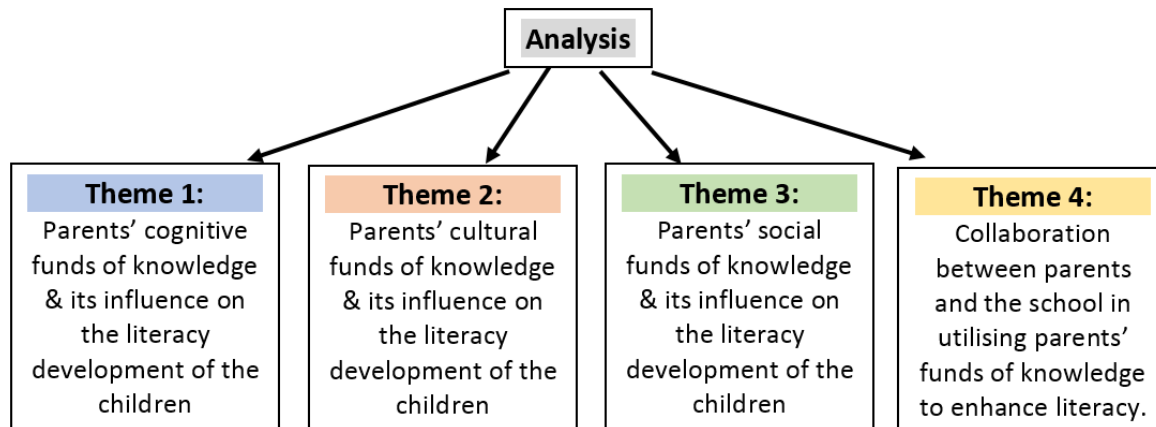 Analysis
Theme 1:
Parents’ cognitive
funds of knowledge
& its influence on
the literacy
development of the
children
Theme 2:
Parents’ cultural
funds of knowledge
& its influence on
the literacy
development of the
children
Theme 3:
Parents’ social
funds of knowledge
& its influence on
the literacy
development of the
children
Theme 4:
Collaboration
between parents
and the school in
utilising parents’
funds of knowledge
to enhance literacy.